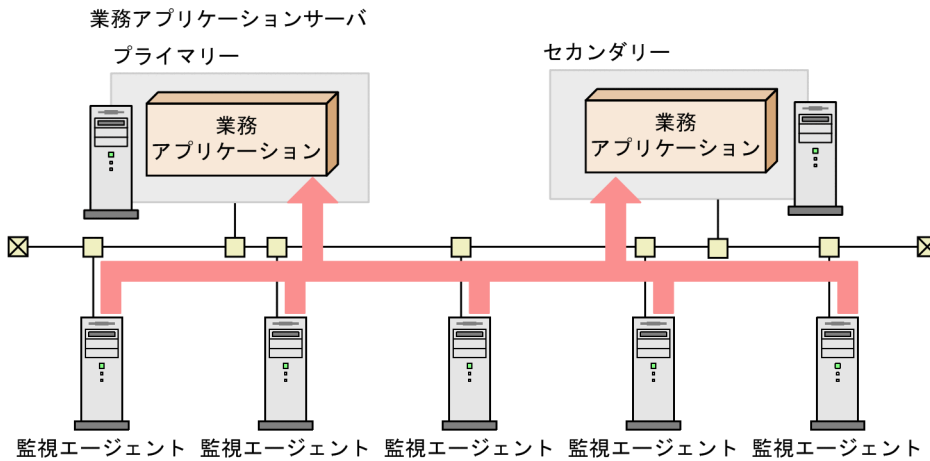 業務アプリケーションサーバ
プライマリー
セカンダリー
業務
アプリケーション
業務
アプリケーション
監視エージェント
監視エージェント
監視エージェント
監視エージェント
監視エージェント